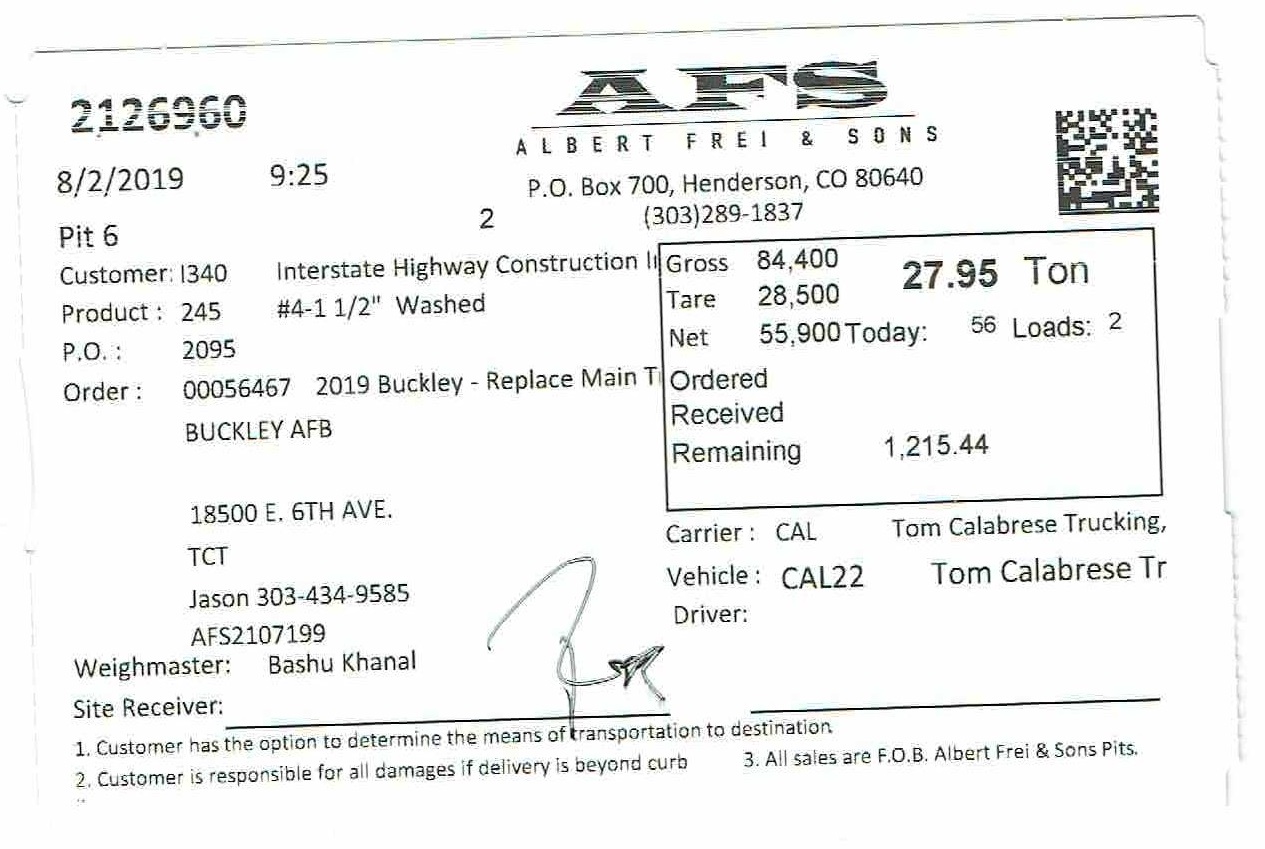 2126960
AFS
ALBERT FREI & SONS
8/2/2019 9:25
P.O. Box 700, Henderson, CO 80640
Pit 6 2 (303)289-1837
Customer: I340 Interstate Highway Construction I
Product : 245 #4-1 1/2" Washed
P.O. : 2095
Order : 00056467 2019 Buckley - Replace Main T
BUCKLEY AFB
18500 E. 6TH AVE.
TCT
Jason 303-434-9585
AFS2107199
Weighmaster: Bashu Khanal
Site Receiver:
Gross 84,400 27.95 Ton
Tare 28,500
Net 55,900 Today: 56 Loads: 2
Ordered
Received
Remaining 1,215.44
Carrier : CAL Tom Calabrese Trucking,
Vehicle : CAL22 Tom Calabrese Tr
Driver:
1. Customer has the option to determine the means of transportation to destination
2. Customer is responsible for all damages if delivery is beyond curb
3. All sales are F.O.B. Albert Frei & Sons Pits.